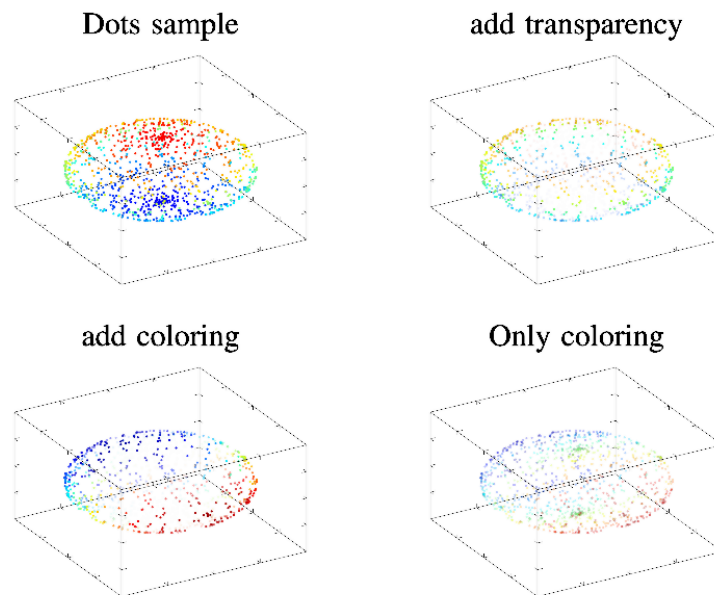 Dots sample
add transparency
add coloring
Only coloring